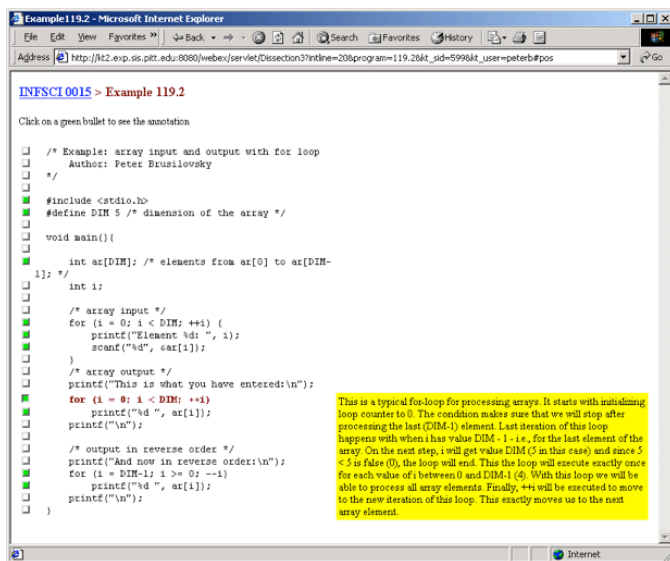 Example119.2 - Microsoft Internet Explorer
File Edit View Favorites » Back Search Favorites History
Address http://kt2.exp.sis.pitt.edu:8080/webex/servlet/Dissection3?intline=20&program=119.2&kt_sid=599&kt_user=peterb#pos Go
INFSCI 0015 > Example 119.2
Click on a green bullet to see the annotation
/* Example: array input and output with for loop
Author: Peter Brusilovsky
*/
#include <stdio.h>
#define DIM 5 /* dimension of the array */
void main(){
int ar[DIM]; /* elements from ar[0] to ar[DIM-
1]; */
int i;
/* array input */
for (i = 0; i < DIM; ++i) {
printf("Element %d: ", i);
scanf("%d", &ar[i]);
}
/* array output */
printf("This is what you have entered:\n");
for (i = 0; i < DIM; ++i)
printf("%d ", ar[i]);
printf("\n");
/* output in reverse order */
printf("And now in reverse order:\n");
for (i = DIM-1; i >= 0; --i)
printf("%d ", ar[i]);
printf("\n");
}
This is a typical for-loop for processing arrays. It starts with initializing
loop counter to 0. The condition makes sure that we will stop after
processing the last (DIM-1) element. Last iteration of this loop
happens with when i has value DIM - 1 - i.e., for the last element of the
array. On the next step, i will get value DIM (5 in this case) and since 5
< 5 is false (0), the loop will end. This the loop will execute exactly once
for each value of i between 0 and DIM-1 (4). With this loop we will be
able to process all array elements. Finally, ++i will be executed to move
to the new iteration of this loop. This exactly moves us to the next
array element.
Internet